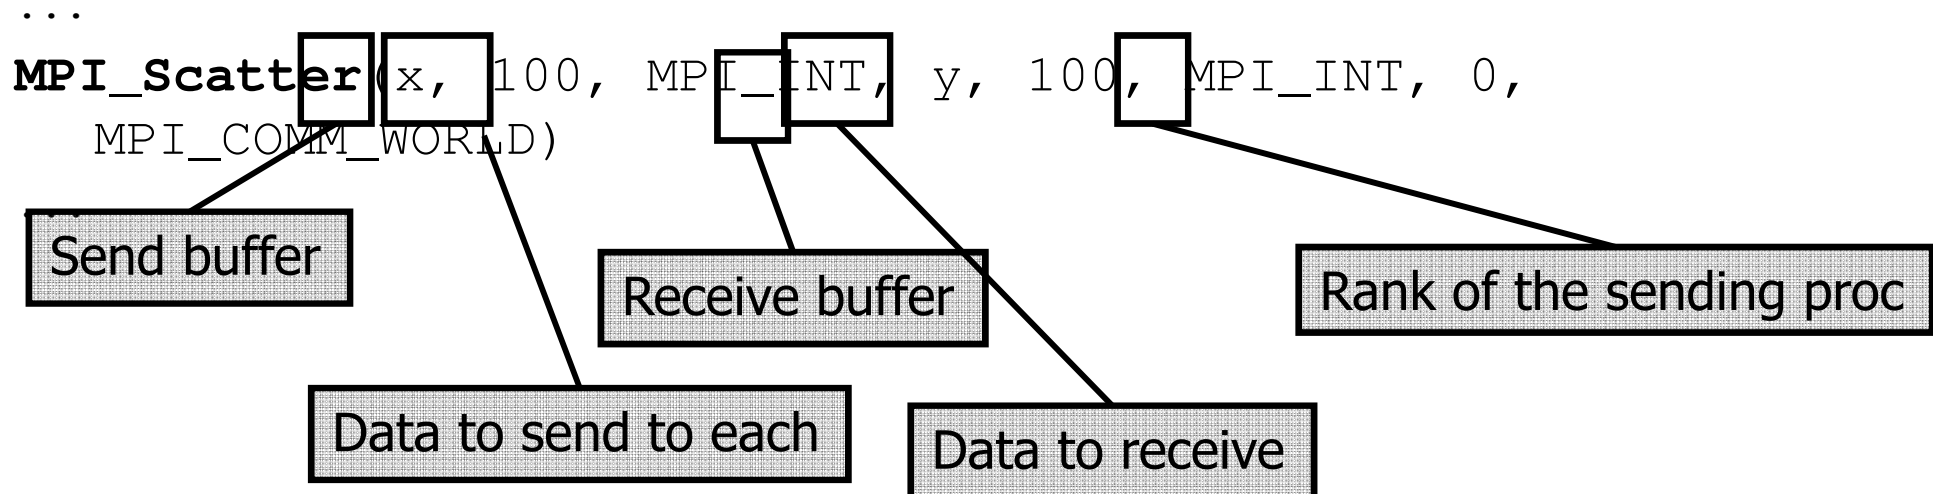 ...
MPI_Scatter(x, 100, MPI_INT, y, 100, MPI_INT, 0,
MPI_COMM_WORLD)
...
Send buffer
Receive buffer
Rank of the sending proc
Data to send to each
Data to receive